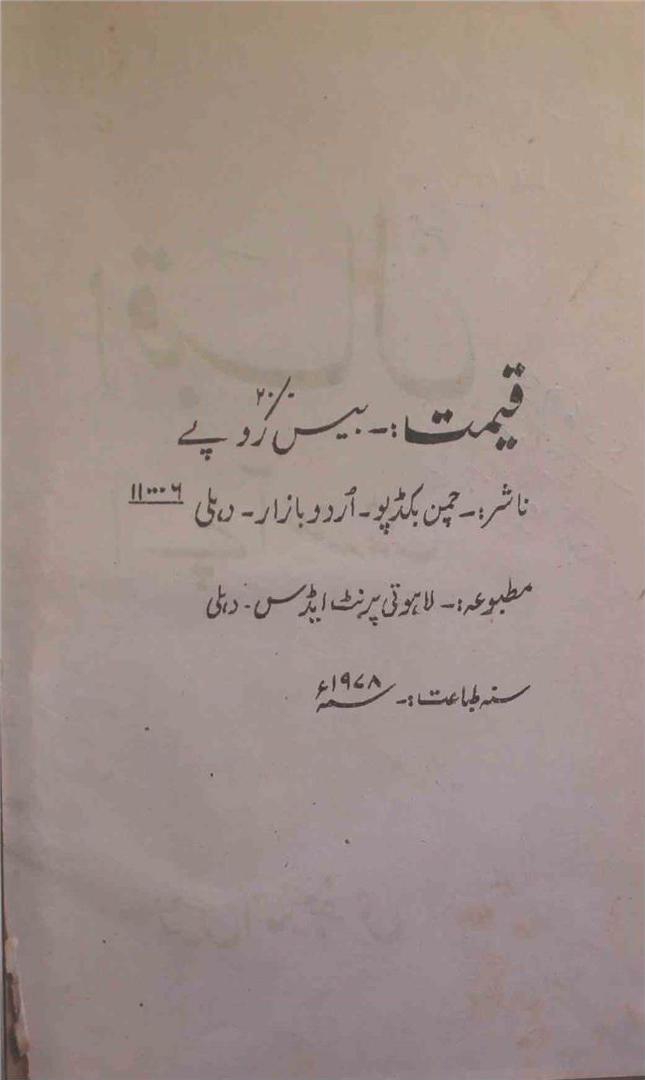 قیمت:۔ بیس روپے ۲۰/۰
ناشر:۔ چمن بکڈپو۔ اُردو بازار۔ دہلی ۱۱۰۰۰۶
مطبوعہ:۔ لاہوتی پرنٹ ایڈس۔ دہلی
سنہ طباعت:۔ ۱۹۷۸ء